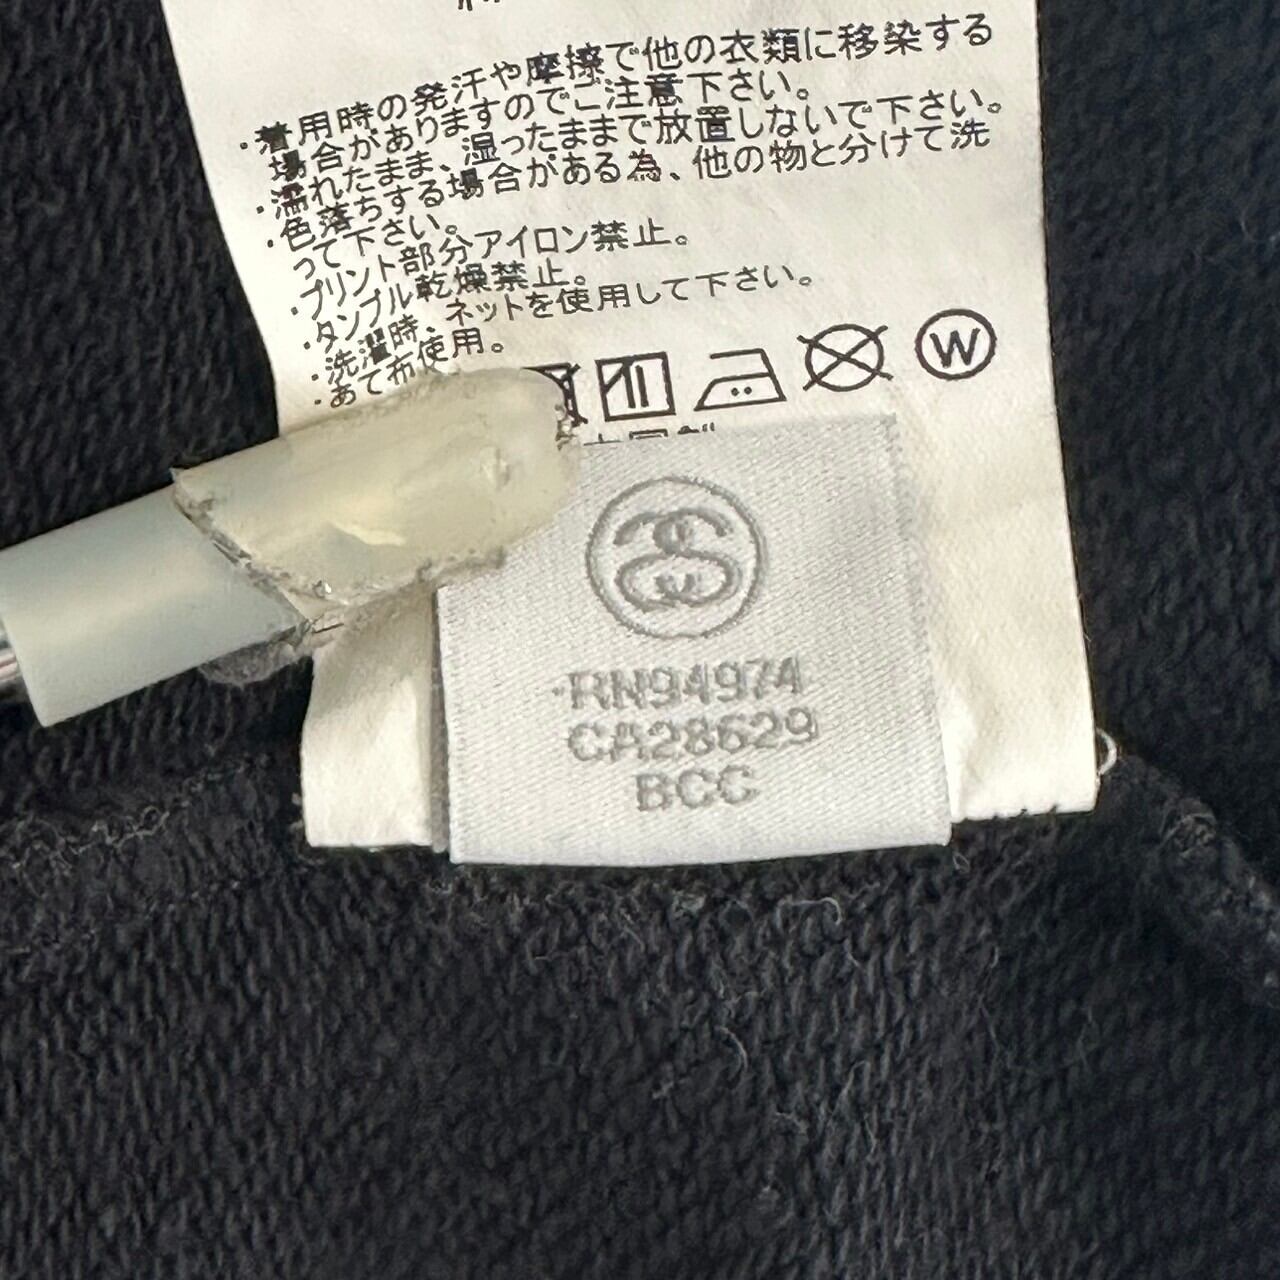 ・着用時の発汗や摩擦で他の衣類に移染する
場合がありますのでご注意下さい。
・濡れたまま、湿ったままで放置しないで下さい。
・色落ちする場合がある為、他の物と分けて洗
って下さい。
・プリント部分アイロン禁止。
・タンブル乾燥禁止。
・洗濯時、ネットを使用して下さい。
・あて布使用。
W
RN94974
CA28629
BCC